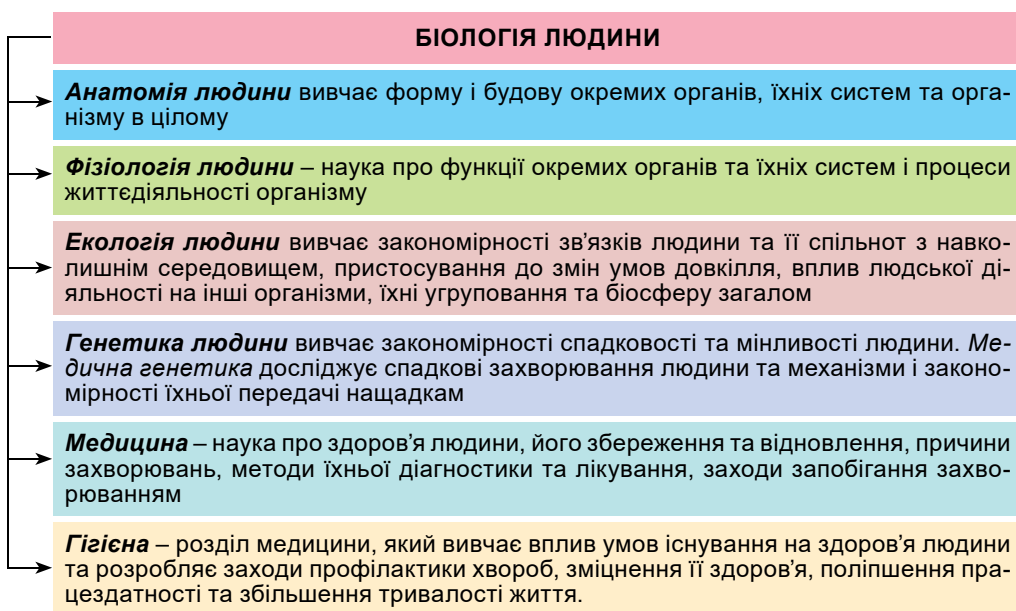 БІОЛОГІЯ ЛЮДИНИ
Анатомія людини вивчає форму і будову окремих органів, їхніх систем та орга-
нізму в цілому
Фізіологія людини – наука про функції окремих органів та їхніх систем і процеси
життєдіяльності організму
Екологія людини вивчає закономірності зв’язків людини та її спільнот з навко-
лишнім середовищем, пристосування до змін умов довкілля, вплив людської ді-
яльності на інші організми, їхні угруповання та біосферу загалом
Генетика людини вивчає закономірності спадковості та мінливості людини. Ме-
дична генетика досліджує спадкові захворювання людини та механізми і законо-
мірності їхньої передачі нащадкам
Медицина – наука про здоров’я людини, його збереження та відновлення, причини
захворювань, методи їхньої діагностики та лікування, заходи запобігання захво-
рюванням
Гігієна – розділ медицини, який вивчає вплив умов існування на здоров’я людини
та розробляє заходи профілактики хвороб, зміцнення її здоров’я, поліпшення пра-
цездатності та збільшення тривалості життя.